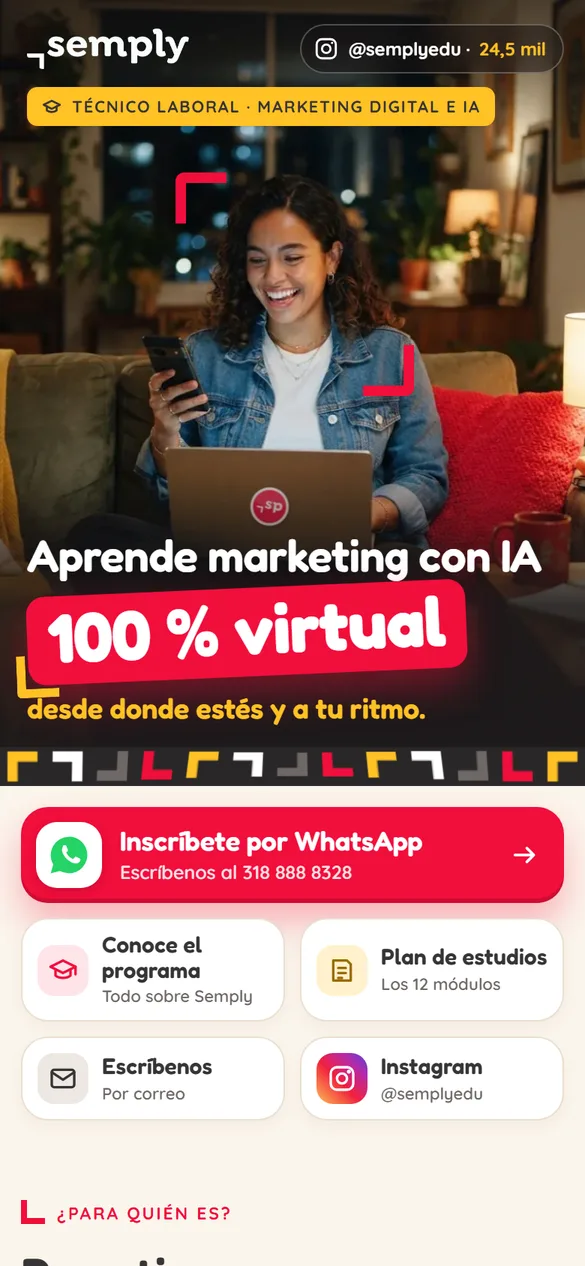 semply
@semplyedu · 24,5 mil
TÉCNICO LABORAL · MARKETING DIGITAL E IA
sp
Aprende marketing con IA
100 % virtual
desde donde estés y a tu ritmo.
Inscríbete por WhatsApp
Escríbenos al 318 888 8328
Conoce el
programa
Todo sobre Semply
Plan de estudios
Los 12 módulos
Escríbenos
Por correo
Instagram
@semplyedu
¿PARA QUIÉN ES?